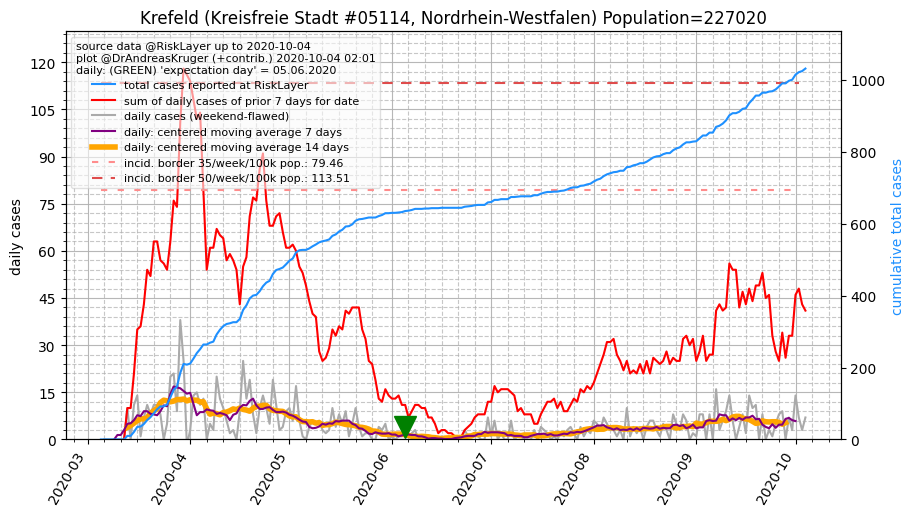 Krefeld (Kreisfreie Stadt #05114, Nordrhein-Westfalen) Population=227020
source data @RiskLayer up to 2020-10-04
plot @DrAndreasKruger (+contrib.) 2020-10-04 02:01
daily: (GREEN) 'expectation day' = 05.06.2020
total cases reported at RiskLayer
sum of daily cases of prior 7 days for date
daily cases (weekend-flawed)
daily: centered moving average 7 days
daily: centered moving average 14 days
incid. border 35/week/100k pop.: 79.46
incid. border 50/week/100k pop.: 113.51
daily cases
120
105
90
75
60
45
30
15
0
cumulative total cases
1000
800
600
400
200
0
2020-03
2020-04
2020-05
2020-06
2020-07
2020-08
2020-09
2020-10